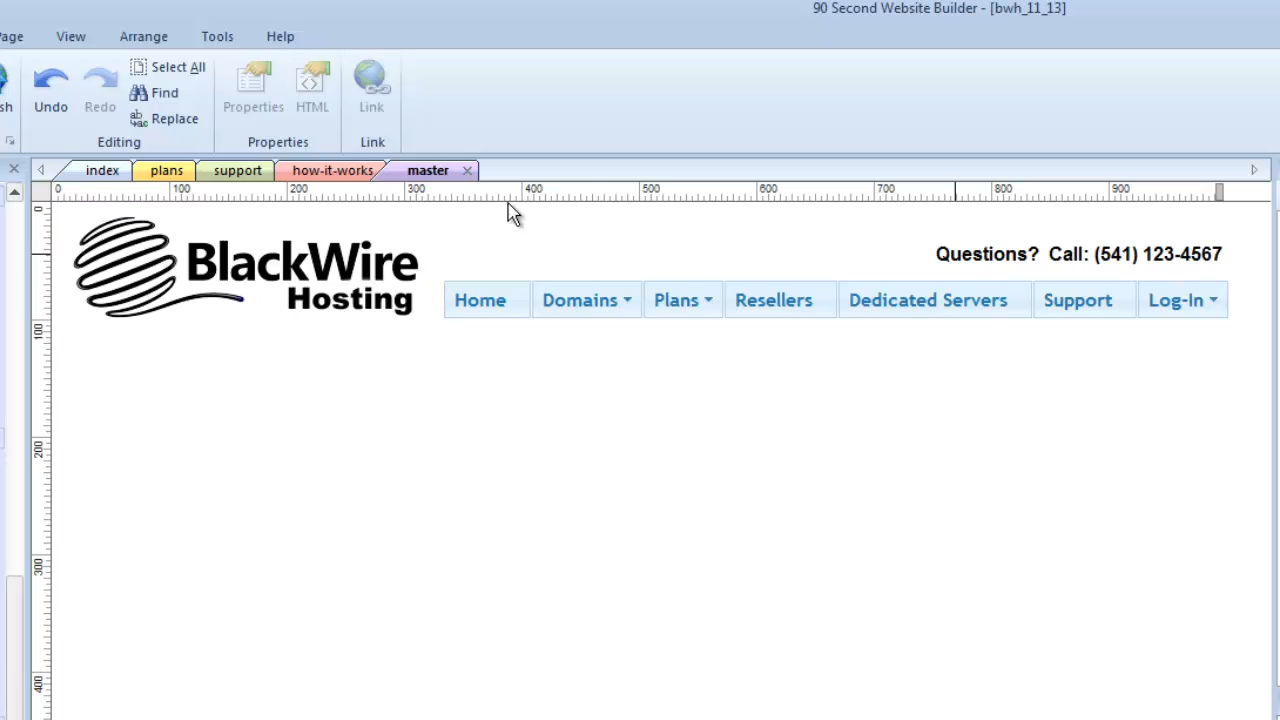 90 Second Website Builder - [bwh_11_13]
Page View Arrange Tools Help
Select All
Find
Replace
sh Undo Redo Properties HTML Link
Editing Properties Link
index plans support how-it-works master
0 100 200 300 400 500 600 700 800 900
0
100
200
300
400
BlackWire
Hosting
Questions? Call: (541) 123-4567
Home Domains Plans Resellers Dedicated Servers Support Log-In